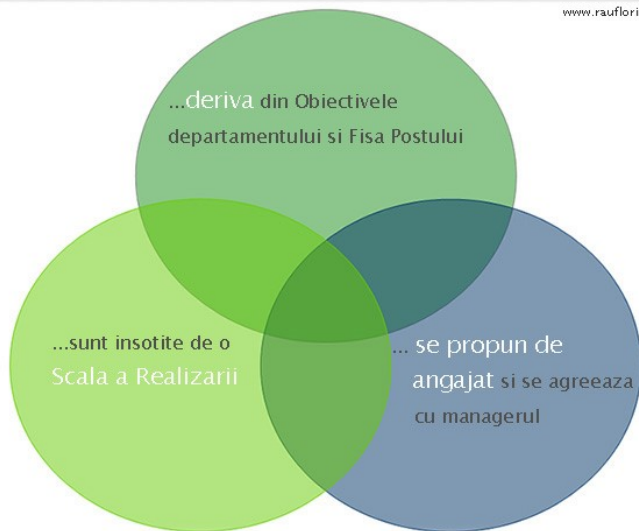 www.rauflori
...deriva din Obiectivele
departamentului si Fisa Postului
...sunt insotite de o
Scala a Realizarii
... se propun de
angajat si se agreeaza
cu managerul